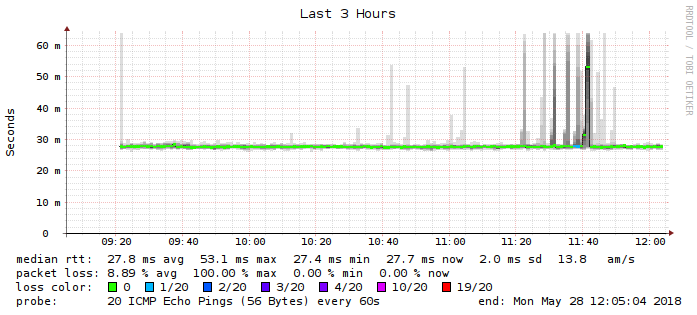 Last 3 Hours
RRDTOOL / TOBI OETIKER
Seconds
60 m
50 m
40 m
30 m
20 m
10 m
0
09:20 09:40 10:00 10:20 10:40 11:00 11:20 11:40 12:00
median rtt: 27.8 ms avg 53.1 ms max 27.4 ms min 27.7 ms now 2.0 ms sd 13.8 am/s
packet loss: 8.89 % avg 100.00 % max 0.00 % min 0.00 % now
loss color: 0 1/20 2/20 3/20 4/20 10/20 19/20
probe: 20 ICMP Echo Pings (56 Bytes) every 60s end: Mon May 28 12:05:04 2018